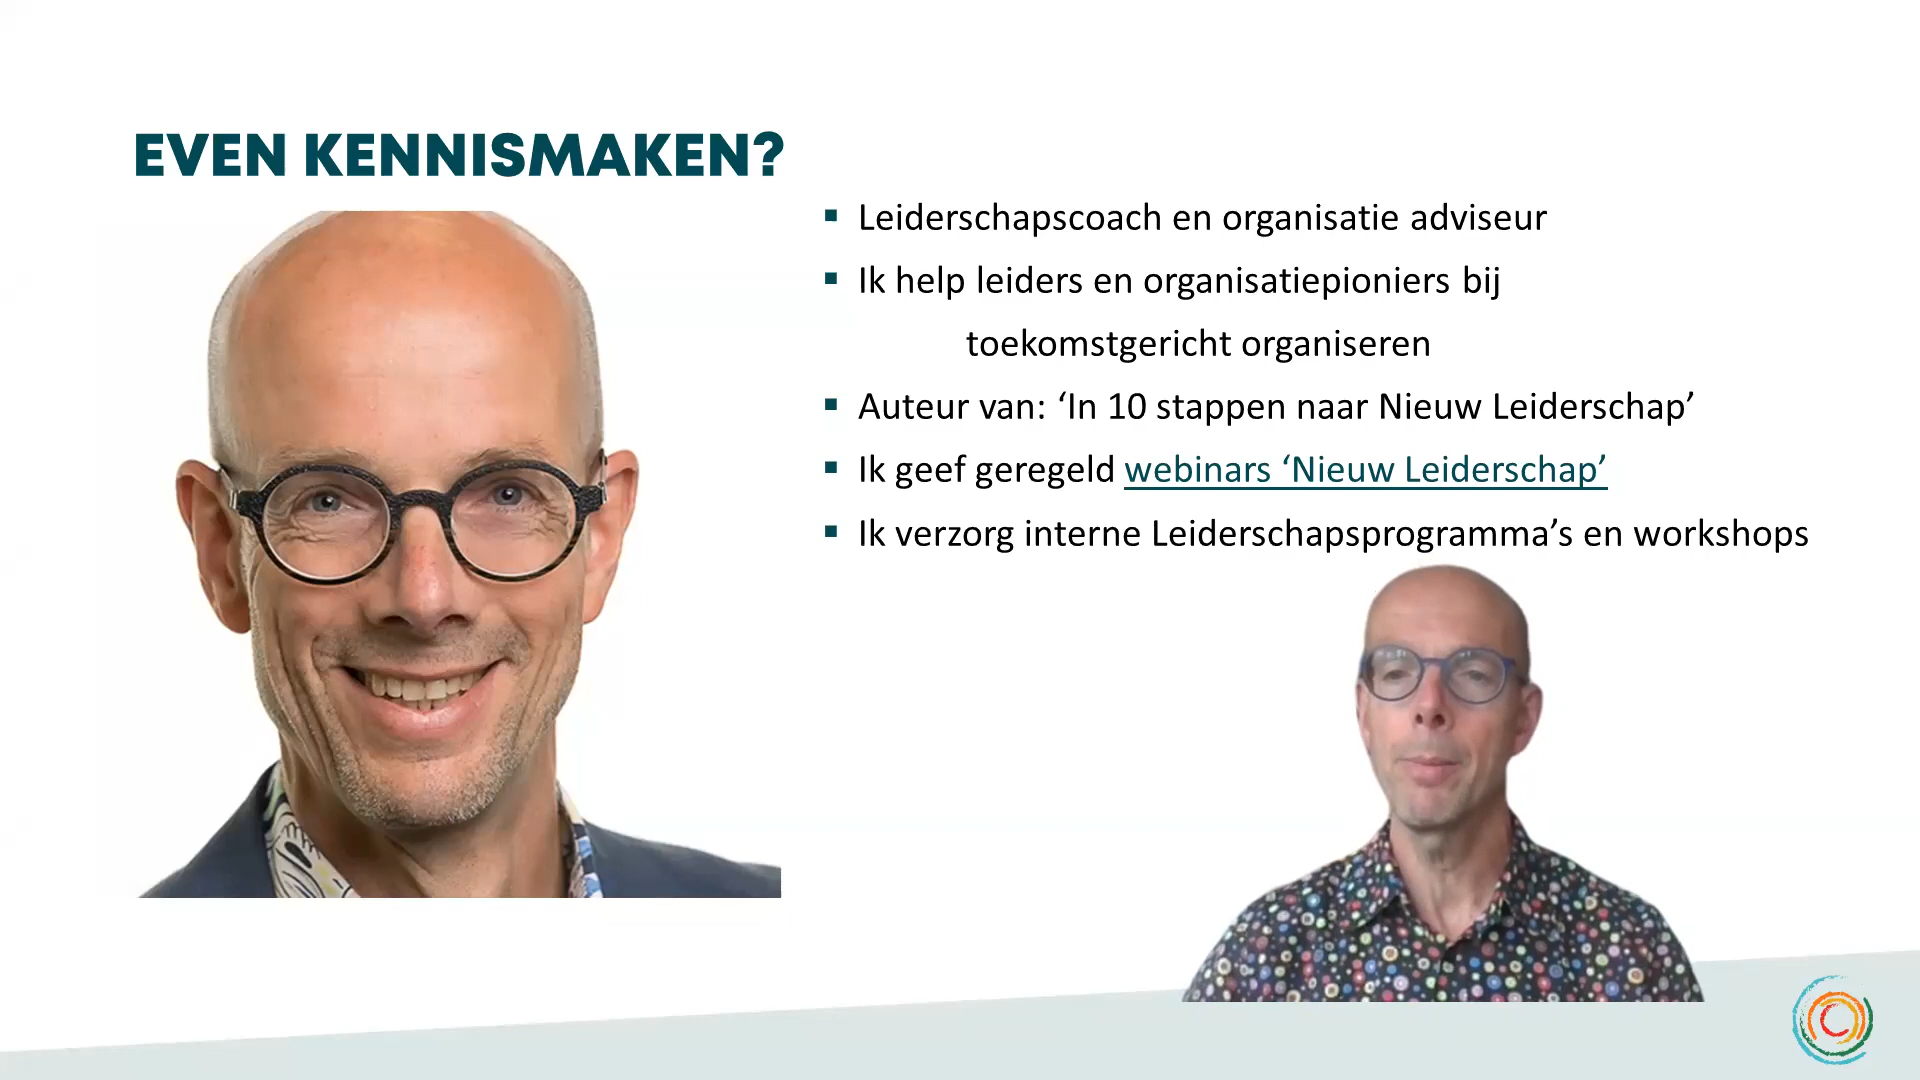 EVEN KENNISMAKEN?
Leiderschapscoach en organisatie adviseur
Ik help leiders en organisatiepioniers bij
toekomstgericht organiseren
Auteur van: ‘In 10 stappen naar Nieuw Leiderschap’
Ik geef geregeld webinars ‘Nieuw Leiderschap’
Ik verzorg interne Leiderschapsprogramma’s en workshops